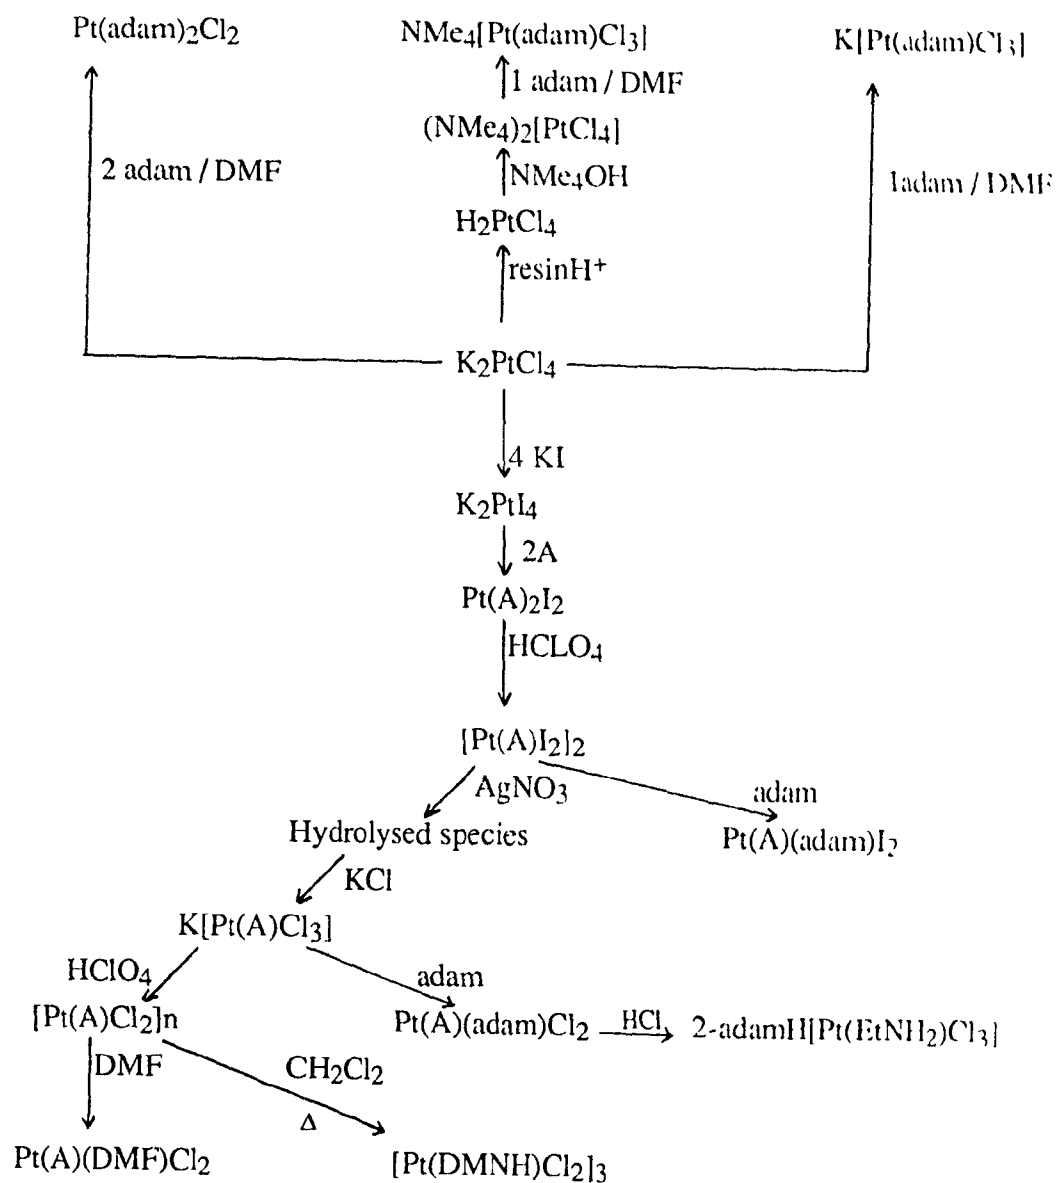 Pt(adam)2Cl2
NMe4[Pt(adam)Cl3]
K[Pt(adam)Cl3]
1 adam / DMF
(NMe4)2[PtCl4]
2 adam / DMF
NMe4OH
1adam / DMF
H2PtCl4
resinH+
K2PtCl4
4 KI
K2PtI4
2A
Pt(A)2I2
HCLO4
[Pt(A)I2]2
AgNO3
adam
Hydrolysed species
Pt(A)(adam)I2
KCl
K[Pt(A)Cl3]
HClO4
adam
[Pt(A)Cl2]n
Pt(A)(adam)Cl2
HCl
2-adamH[Pt(EtNH2)Cl3]
DMF
CH2Cl2
Δ
Pt(A)(DMF)Cl2
[Pt(DMNH)Cl2]3